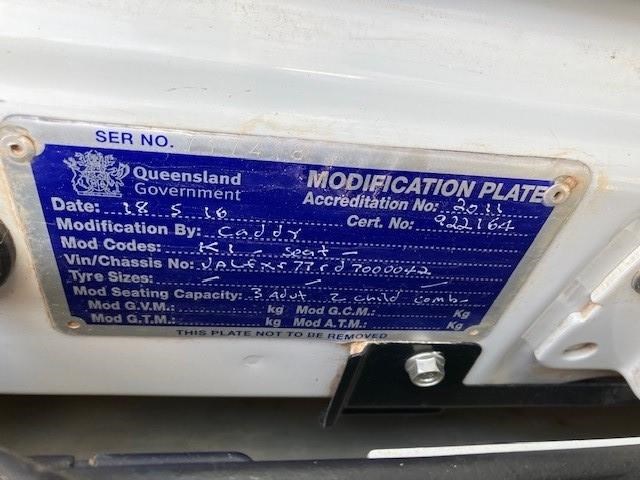 SER NO.
Queensland Government
MODIFICATION PLATE
Accreditation No: 2011
Date: 18 5 16
Cert. No: 922164
Modification By: Caddy
Mod Codes: K1 - Seat -
Vin/Chassis No:
Tyre Sizes: -
Mod Seating Capacity: 3 Adut 2 child comb -
Mod G.V.M.: kg Mod G.C.M.: Kg
Mod G.T.M.: kg Mod A.T.M.: Kg
THIS PLATE NOT TO BE REMOVED